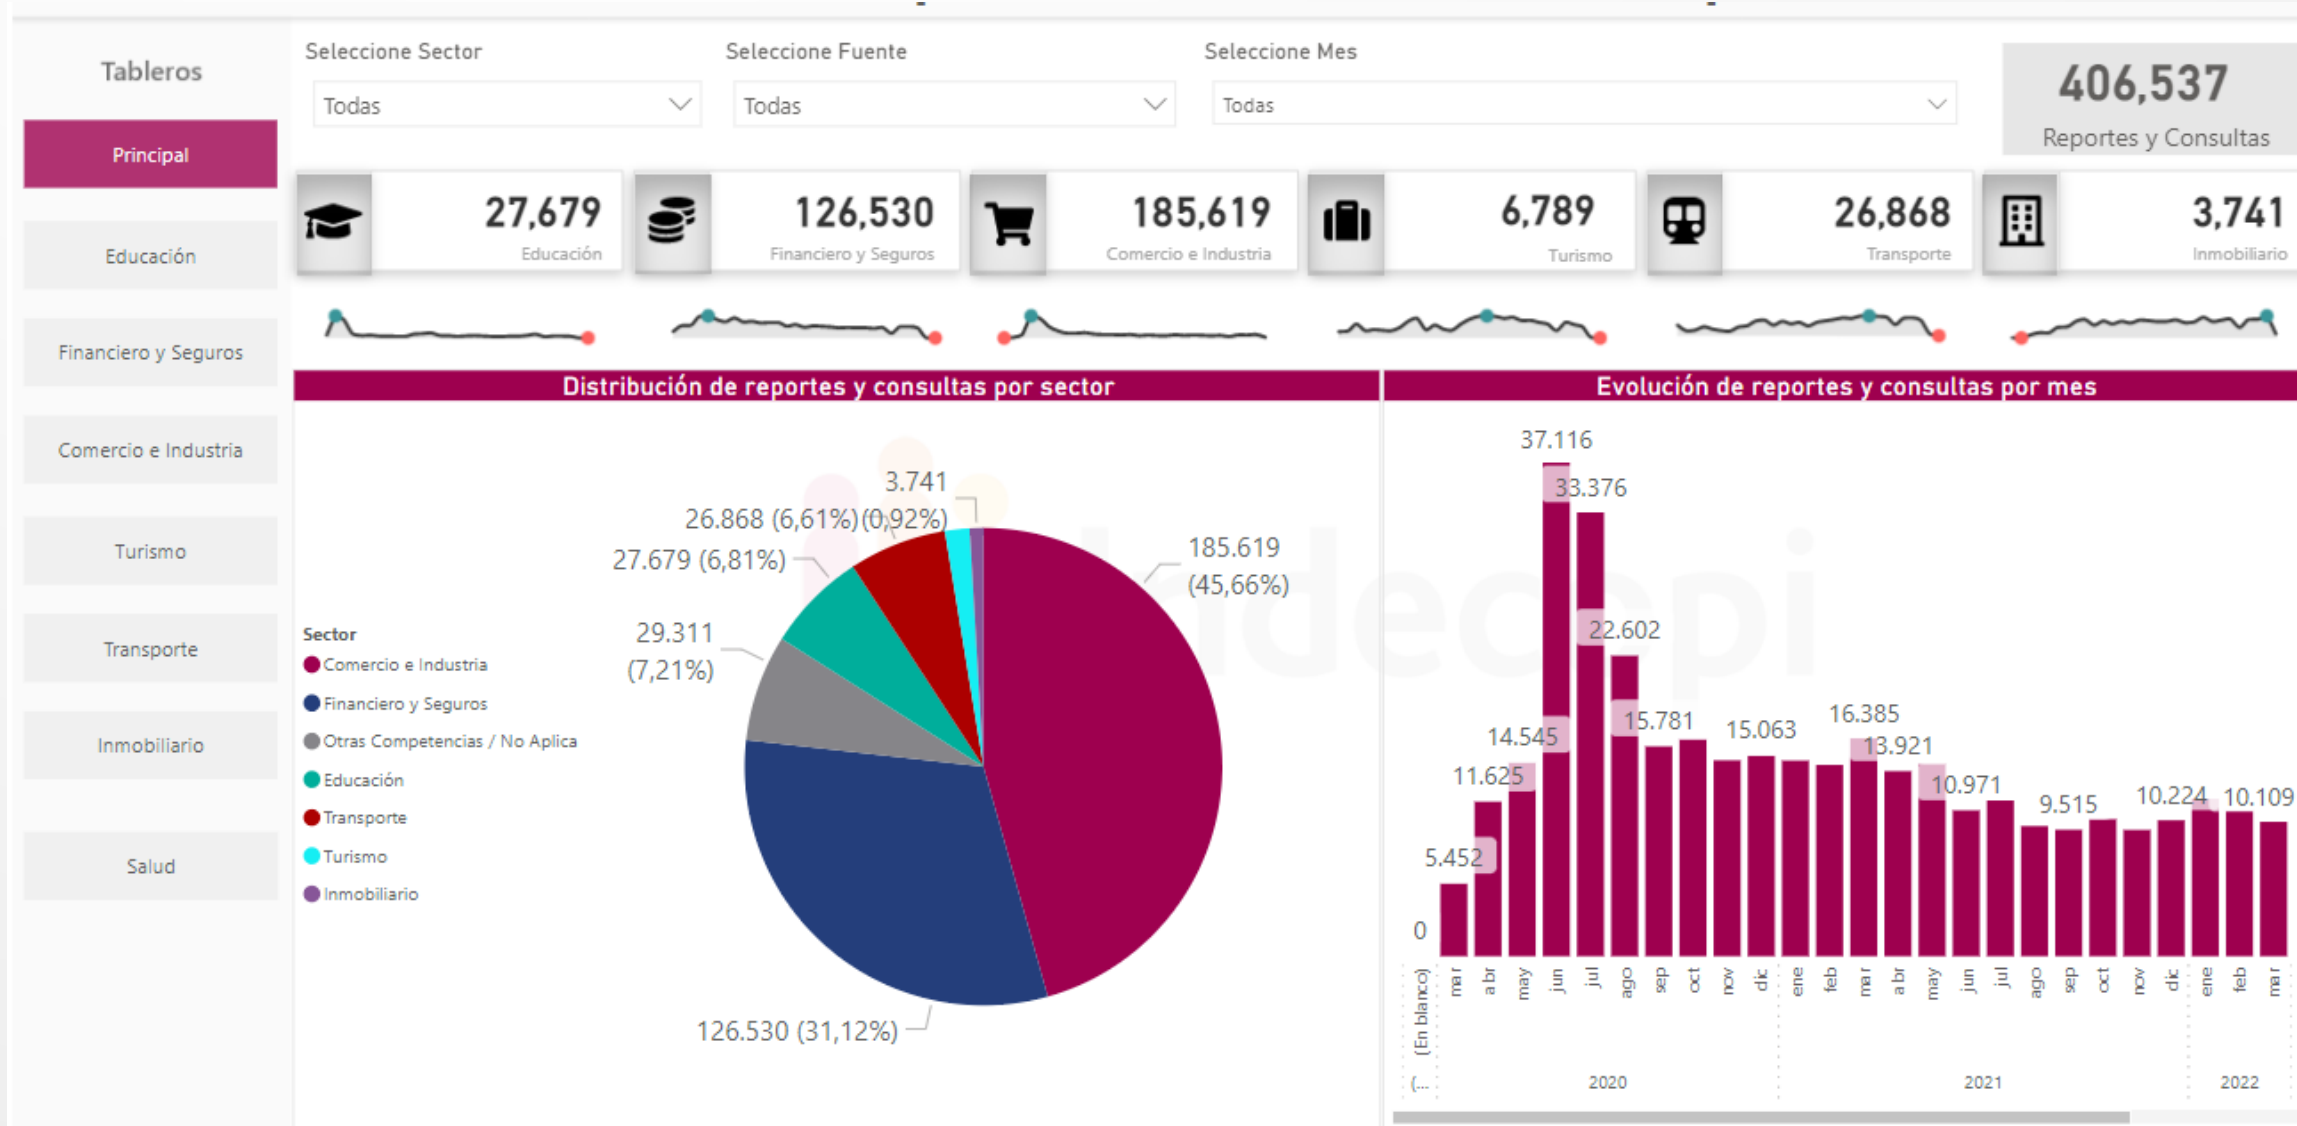 Tableros
Principal
Educación
Financiero y Seguros
Comercio e Industria
Turismo
Transporte
Inmobiliario
Salud
Seleccione Sector
Todas
Seleccione Fuente
Todas
Seleccione Mes
Todas
406,537
Reportes y Consultas
27,679
Educación
126,530
Financiero y Seguros
185,619
Comercio e Industria
6,789
Turismo
26,868
Transporte
3,741
Inmobiliario
Distribución de reportes y consultas por sector
3.741
(0,92%)
26.868 (6,61%)
27.679 (6,81%)
29.311
(7,21%)
185.619
(45,66%)
126.530 (31,12%)
Sector
Comercio e Industria
Financiero y Seguros
Otras Competencias / No Aplica
Educación
Transporte
Turismo
Inmobiliario
indecopi
Evolución de reportes y consultas por mes
37.116
33.376
22.602
14.545
15.781
15.063
16.385
13.921
11.625
10.971
9.515
10.224
10.109
5.452
0
(En blanco)
mar
abr
may
jun
jul
ago
sep
oct
nov
dic
ene
feb
mar
abr
may
jun
jul
ago
sep
oct
nov
dic
ene
feb
mar
(...
2020
2021
2022